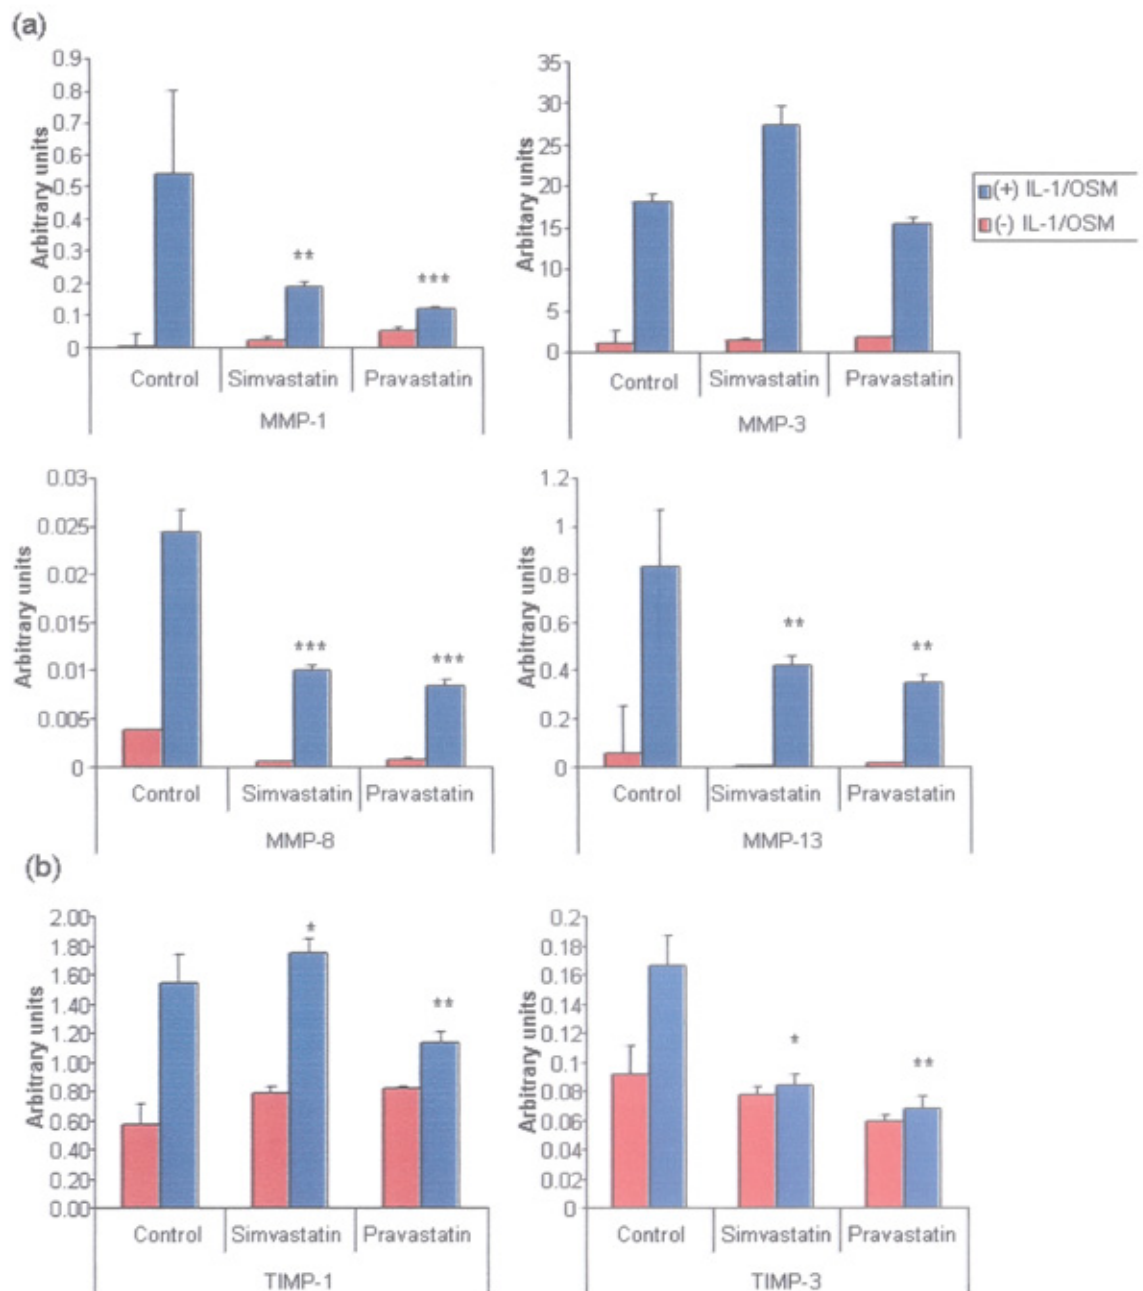 (a)
0.9
0.8
0.7
0.6
0.5
0.4
0.3
0.2
0.1
0
Arbitrary units
**
***
Control Simvastatin Pravastatin
MMP-1
35
30
25
20
15
10
5
0
Arbitary units
Control Simvastatin Pravastatin
MMP-3
(+) IL-1/OSM
(-) IL-1/OSM
0.03
0.025
0.02
0.015
0.01
0.005
0
Arbitrary units
***
***
Control Simvastatin Pravastatin
MMP-8
1.2
1
0.8
0.6
0.4
0.2
0
Arbitrary units
**
**
Control Simvastatin Pravastatin
MMP-13
(b)
2.00
1.80
1.60
1.40
1.20
1.00
0.80
0.60
0.40
0.20
0.00
Arbitrary units
*
**
Control Simvastatin Pravastatin
TIMP-1
0.2
0.18
0.16
0.14
0.12
0.1
0.08
0.06
0.04
0.02
0
Arbitrary units
*
**
Control Simvastatin Pravastatin
TIMP-3